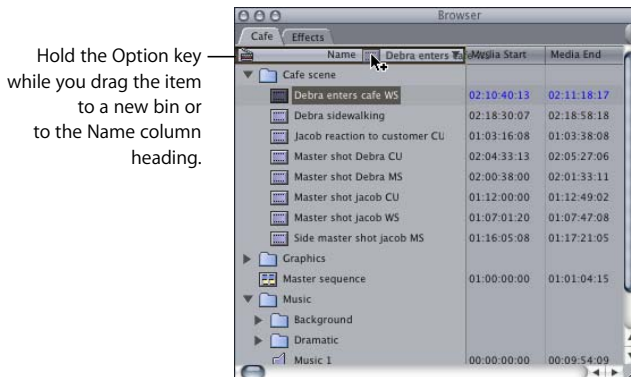 Browser
Cafe Effects
Hold the Option key
while you drag the item
to a new bin or
to the Name column
heading.
Name Debra enters Media Start Media End
Cafe scene
Debra enters cafe WS 02:10:40:13 02:11:18:17
Debra sidewalking 02:18:30:07 02:18:58:18
Jacob reaction to customer CU 01:03:16:08 01:03:38:08
Master shot Debra CU 02:04:33:13 02:05:27:06
Master shot Debra MS 02:00:38:00 02:01:33:11
Master shot jacob CU 01:12:00:00 01:12:49:02
Master shot jacob WS 01:07:01:20 01:07:47:08
Side master shot jacob MS 01:16:05:08 01:17:21:05
Graphics
Master sequence 01:00:00:00 01:01:04:15
Music
Background
Dramatic
Music 1 00:00:00:00 00:09:54:09